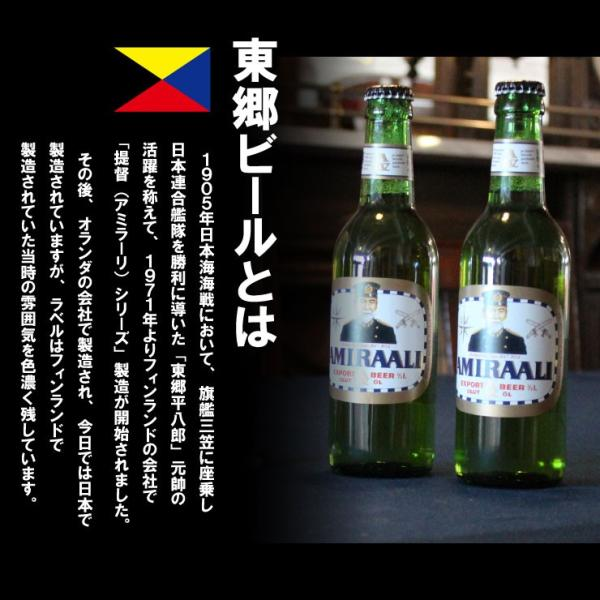 東郷ビールとは
1905年日本海海戦において、旗艦三笠に座乗し
日本連合艦隊を勝利に導いた「東郷平八郎」元帥の
活躍を称えて、1971年よりフィンランドの会社で
「提督（アミラーリ）シリーズ」製造が開始されました。
その後、オランダの会社で製造され、今日では日本で
製造されていますが、ラベルはフィンランドで
製造されていた当時の雰囲気を色濃く残しています。
AMIRAALI
EXPORT BEER ⅓L
OLUT ÖL
AMIRAALI
EXPORT BEER ⅓L
OLUT ÖL